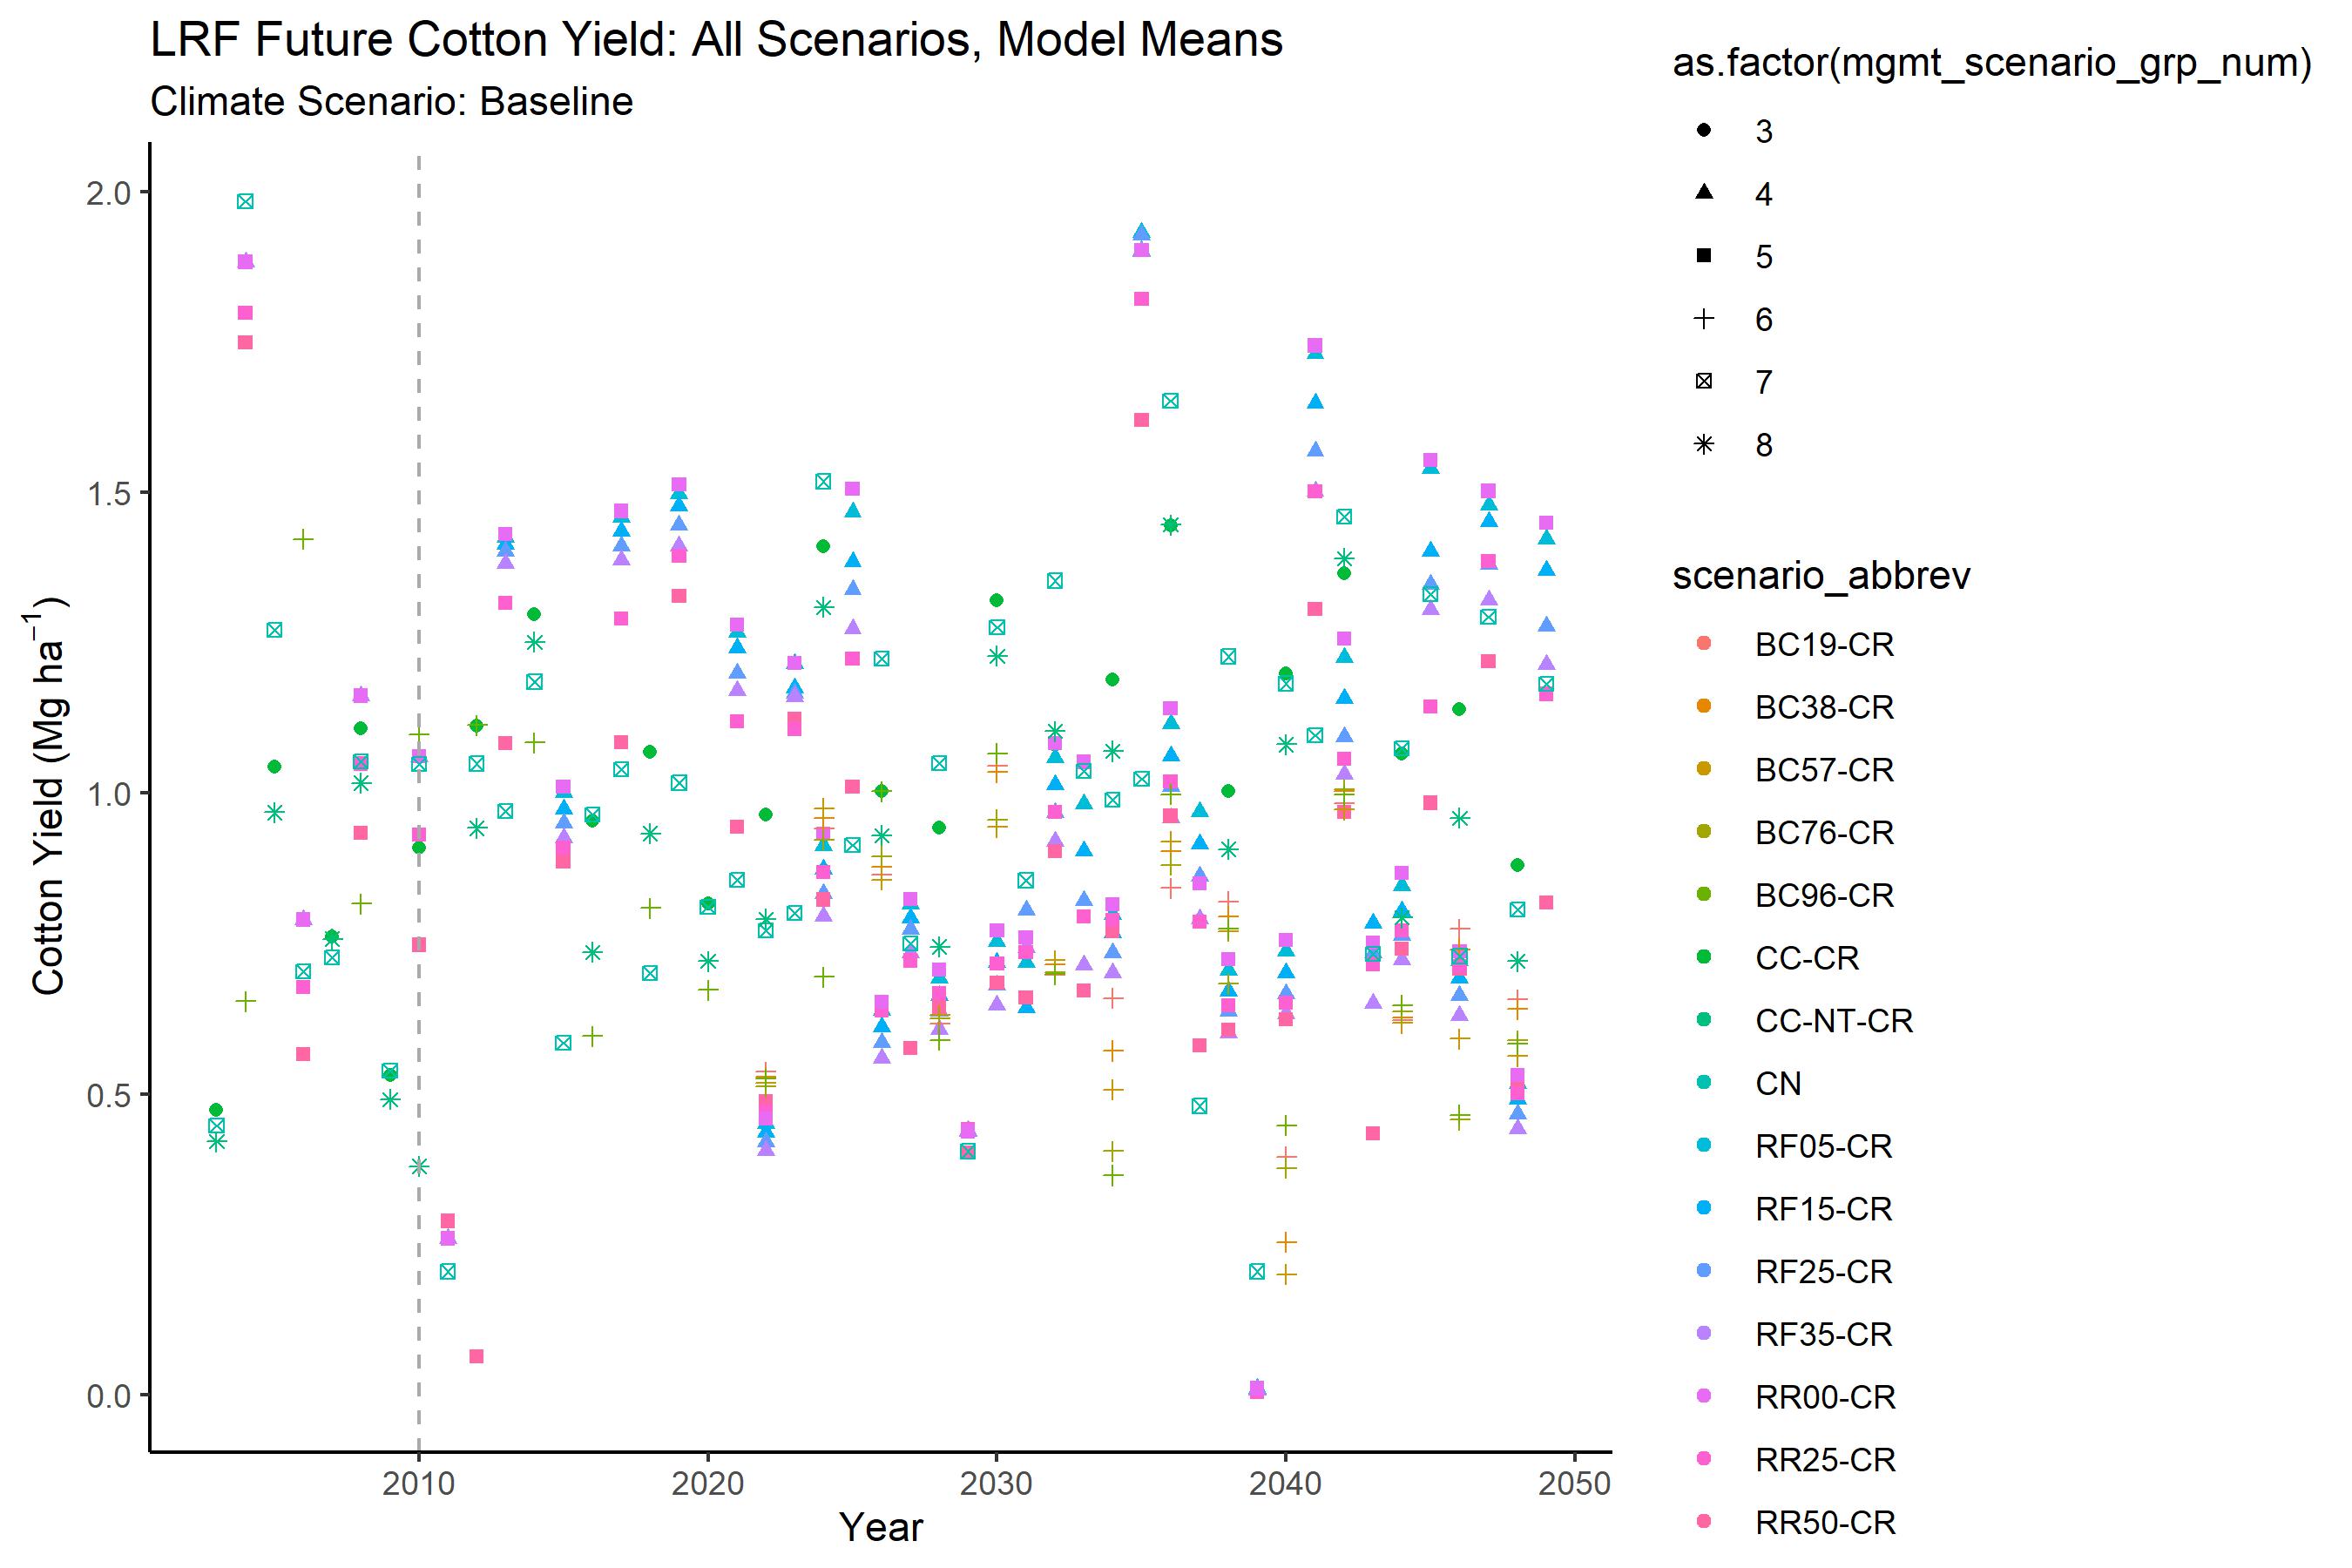 LRF Future Cotton Yield: All Scenarios, Model Means
Climate Scenario: Baseline
Cotton Yield (Mg ha⁻¹)
2.0
1.5
1.0
0.5
0.0
2010
2020
2030
2040
2050
Year
as.factor(mgmt_scenario_grp_num)
3
4
5
6
7
8
scenario_abbrev
BC19-CR
BC38-CR
BC57-CR
BC76-CR
BC96-CR
CC-CR
CC-NT-CR
CN
RF05-CR
RF15-CR
RF25-CR
RF35-CR
RR00-CR
RR25-CR
RR50-CR